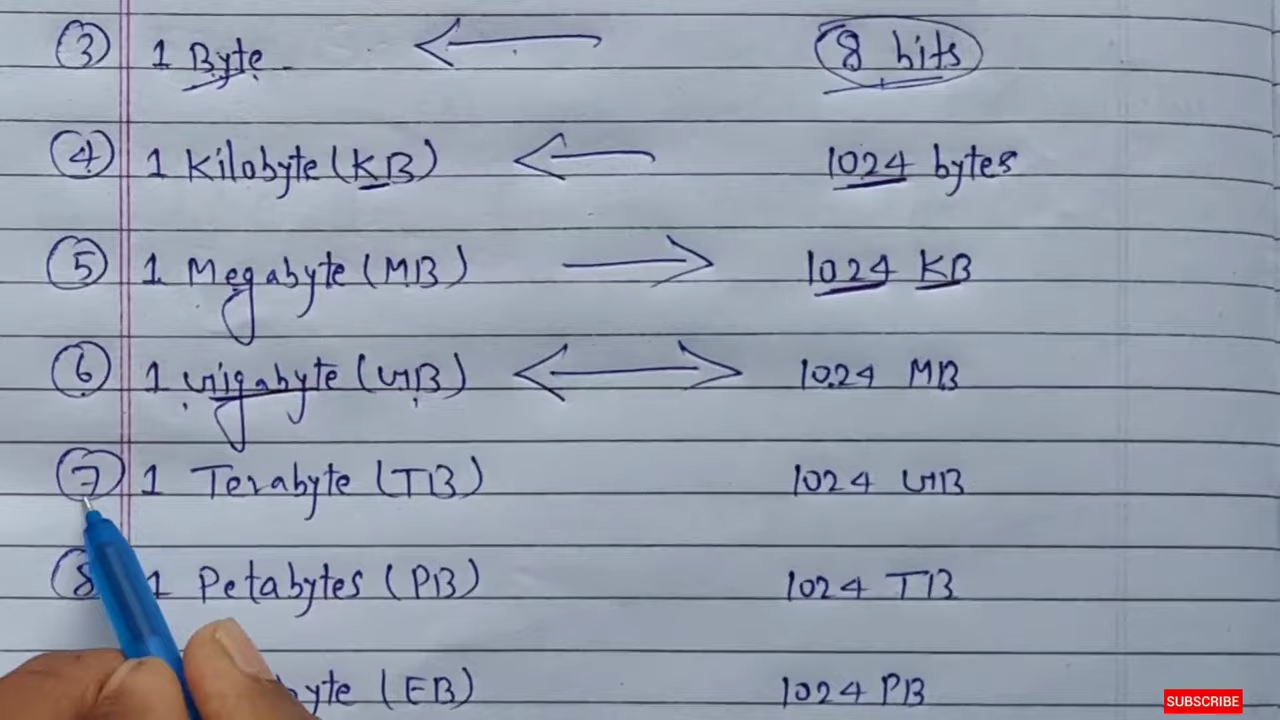 ③ 1 Byte ← 8 bits
④ 1 Kilobyte (KB) ← 1024 bytes
⑤ 1 Megabyte (MB) → 1024 KB
⑥ 1 Gigabyte (GB) ↔ 1024 MB
⑦ 1 Terabyte (TB) 1024 GB
⑧ 1 Petabytes (PB) 1024 TB
byte (EB) 1024 PB
SUBSCRIBE